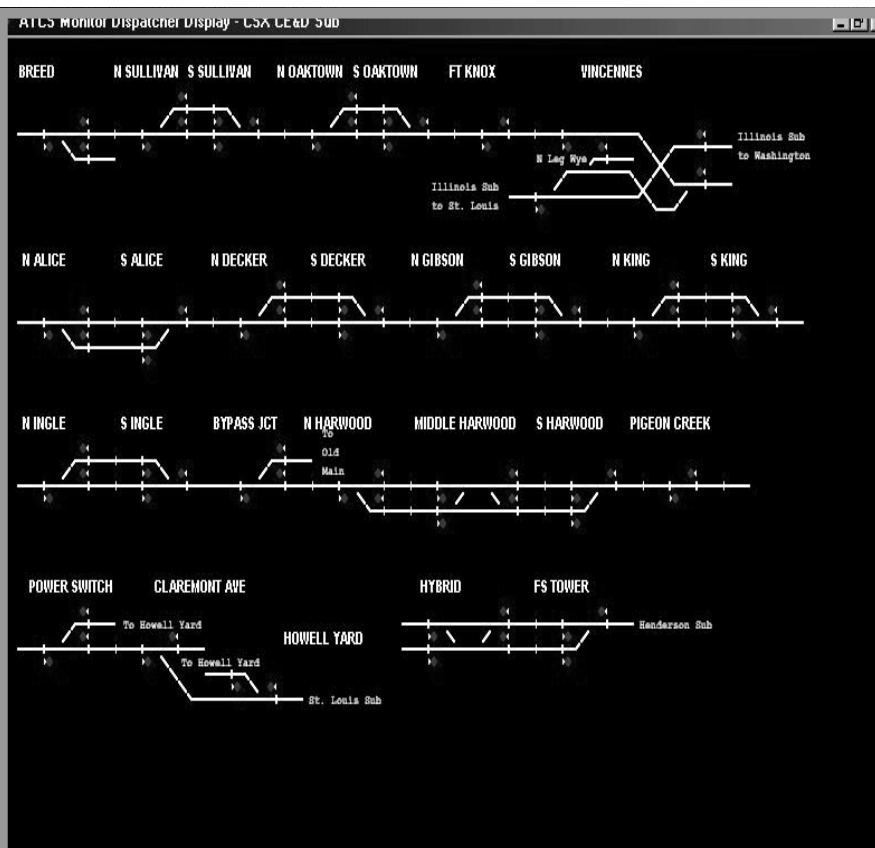 ATCS Monitor Dispatcher Display - CSX CE&D Sub
BREED N SULLIVAN S SULLIVAN N OAKTOWN S OAKTOWN FT KNOX VINCENNES
Illinois Sub
to Washington
N Leg Wye
Illinois Sub
to St. Louis
N ALICE S ALICE N DECKER S DECKER N GIBSON S GIBSON N KING S KING
N INGLE S INGLE BYPASS JCT N HARWOOD MIDDLE HARWOOD S HARWOOD PIGEON CREEK
To
Old
Main
POWER SWITCH CLAREMONT AVE HYBRID FS TOWER
To Howell Yard
Henderson Sub
HOWELL YARD
To Howell Yard
St. Louis Sub